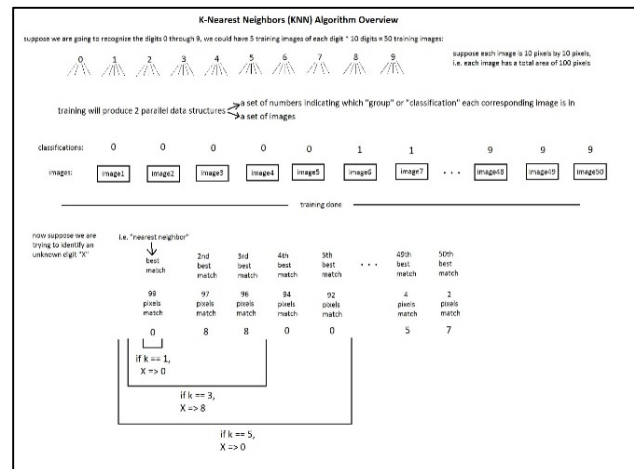 K-Nearest Neighbors (KNN) Algorithm Overview
suppose we are going to recognize the digits 0 through 9, we could have 5 training images of each digit * 10 digits = 50 training images:
0 1 2 3 4 5 6 7 8 9
suppose each image is 10 pixels by 10 pixels,
i.e. each image has a total area of 100 pixels
training will produce 2 parallel data structures
a set of numbers indicating which "group" or "classification" each corresponding image is in
a set of images
classifications: 0 0 0 0 0 1 1 9 9 9
images: image1 image2 image3 image4 image5 image6 image7 . . . image48 image49 image50
training done
now suppose we are
trying to identify an
unknown digit "X"
i.e. "nearest neighbor"
best
match
2nd
best
match
3rd
best
match
4th
best
match
5th
best
match
. . .
49th
best
match
50th
best
match
98
pixels
match
97
pixels
match
96
pixels
match
94
pixels
match
92
pixels
match
4
pixels
match
2
pixels
match
0 8 8 0 0 5 7
if k == 1,
X => 0
if k == 3,
X => 8
if k == 5,
X => 0